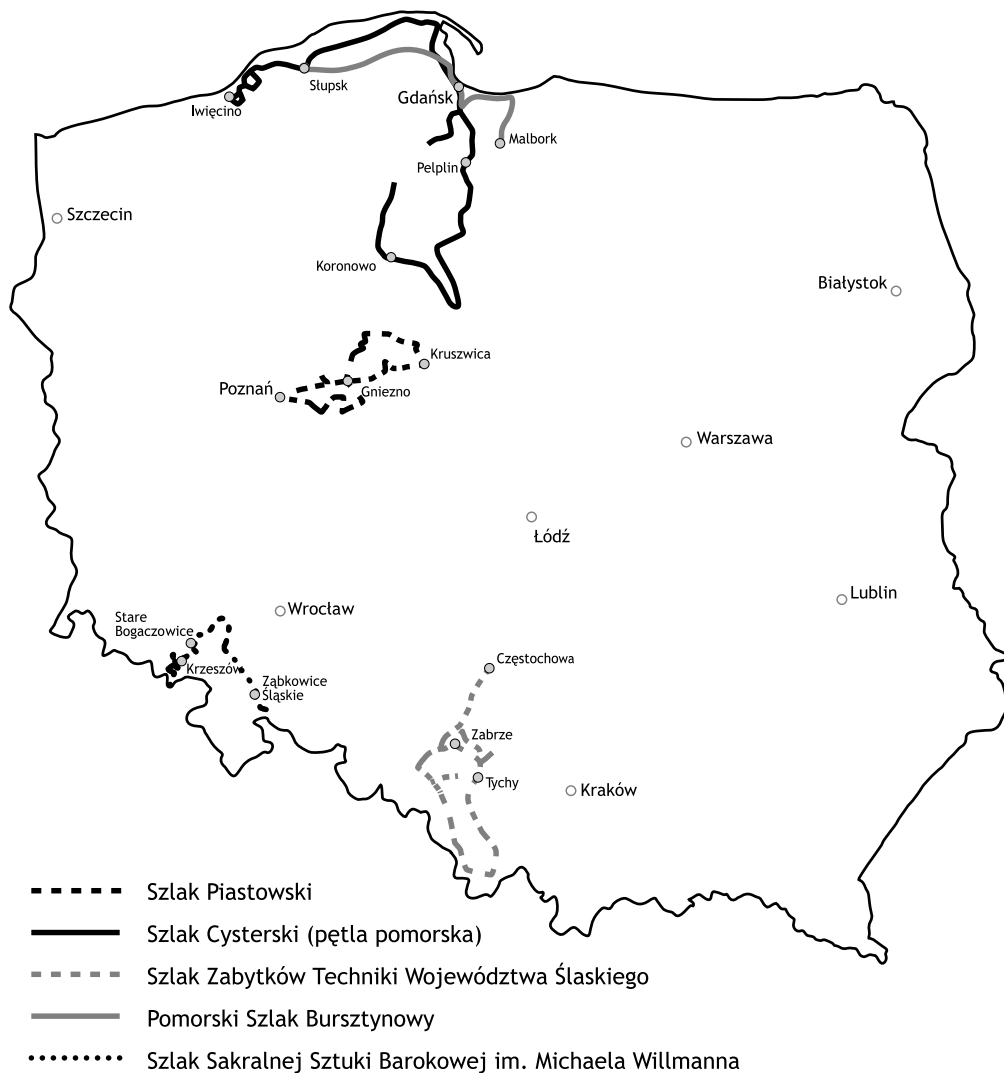 Słupsk
Iwięcino
Gdańsk
Malbork
Pelplin
Szczecin
Koronowo
Białystok
Kruszwica
Poznań
Gniezno
Warszawa
Łódź
Wrocław
Lublin
Stare
Bogaczowice
Krzeszów
Ząbkowice
Śląskie
Częstochowa
Zabrze
Tychy
Kraków
Szlak Piastowski
Szlak Cysterski (pętla pomorska)
Szlak Zabytków Techniki Województwa Ślaskiego
Pomorski Szlak Bursztynowy
Szlak Sakralnej Sztuki Barokowej im. Michaela Willmanna